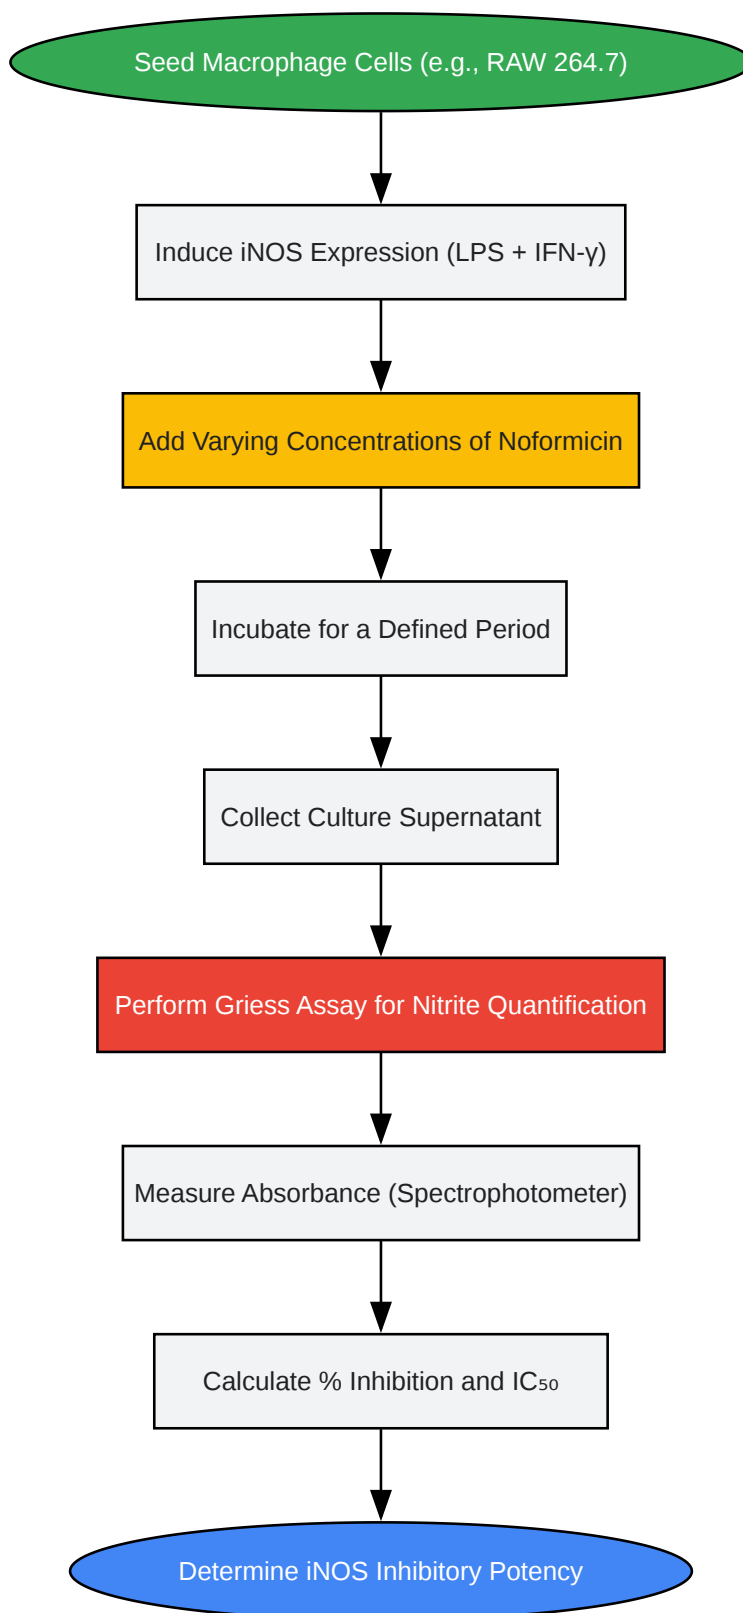 Seed Macrophage Cells (e.g., RAW 264.7)
Induce iNOS Expression (LPS + IFN-γ)
Add Varying Concentrations of Noformicin
Incubate for a Defined Period
Collect Culture Supernatant
Perform Griess Assay for Nitrite Quantification
Measure Absorbance (Spectrophotometer)
Calculate % Inhibition and IC₅₀
Determine iNOS Inhibitory Potency